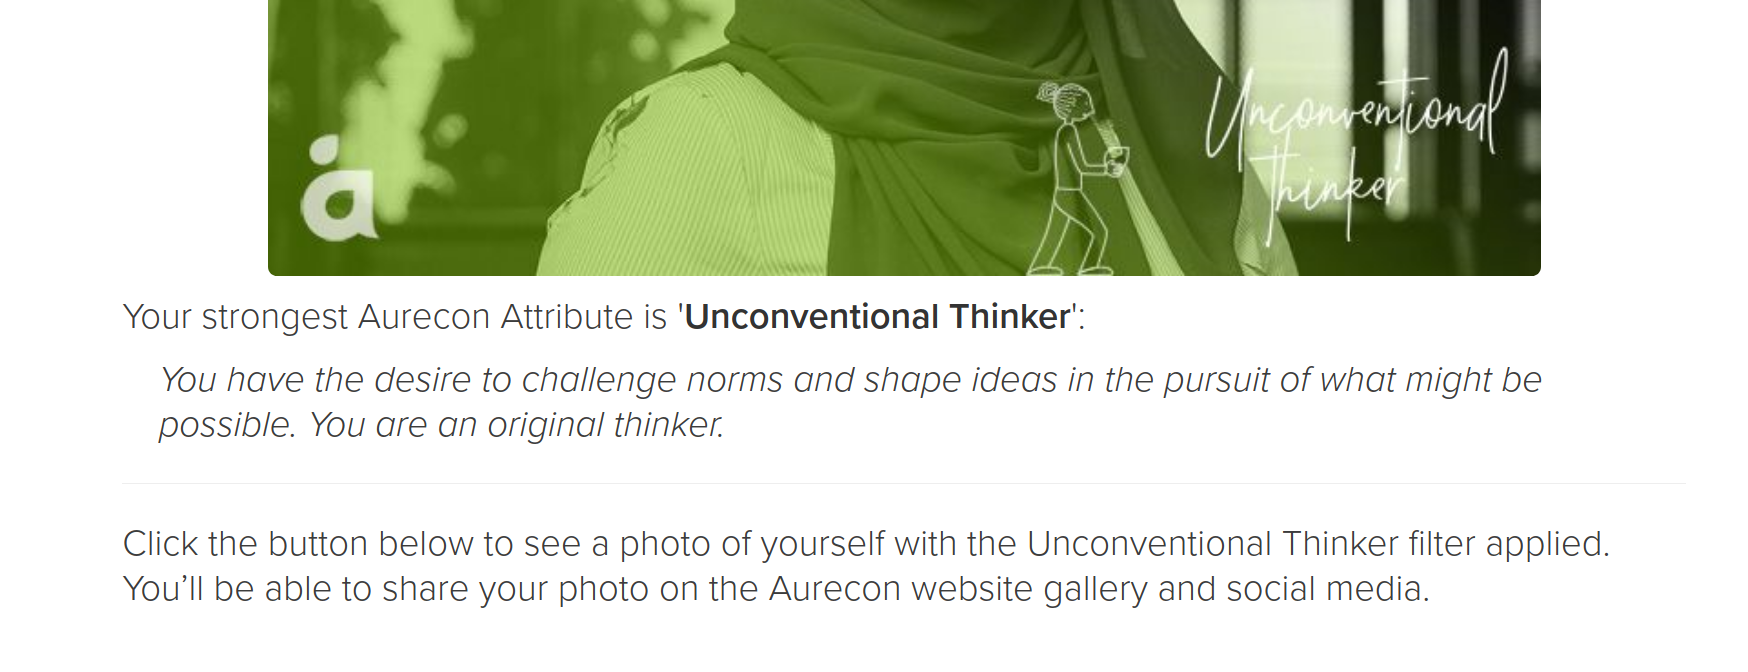 Unconventional
Thinker
a
Your strongest Aurecon Attribute is 'Unconventional Thinker':
You have the desire to challenge norms and shape ideas in the pursuit of what might be
possible. You are an original thinker.
Click the button below to see a photo of yourself with the Unconventional Thinker filter applied.
You’ll be able to share your photo on the Aurecon website gallery and social media.